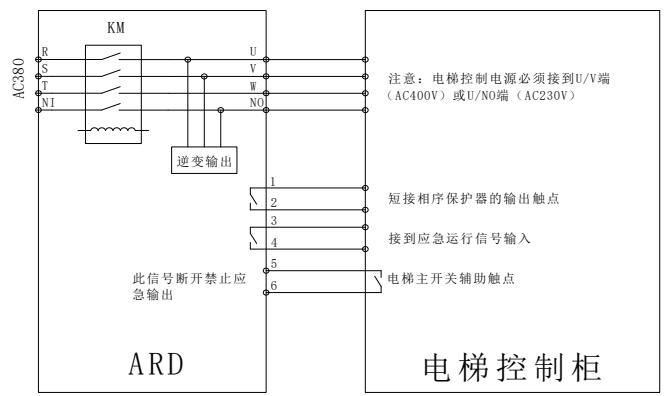 KM
AC380
R
S
T
NI
U
V
W
NO
注意：电梯控制电源必须接到U/V端
（AC400V）或U/NO端（AC230V）
逆变输出
1
2
短接相序保护器的输出触点
3
4
接到应急运行信号输入
5
6
此信号断开禁止应
急输出
电梯主开关辅助触点
ARD
电梯控制柜